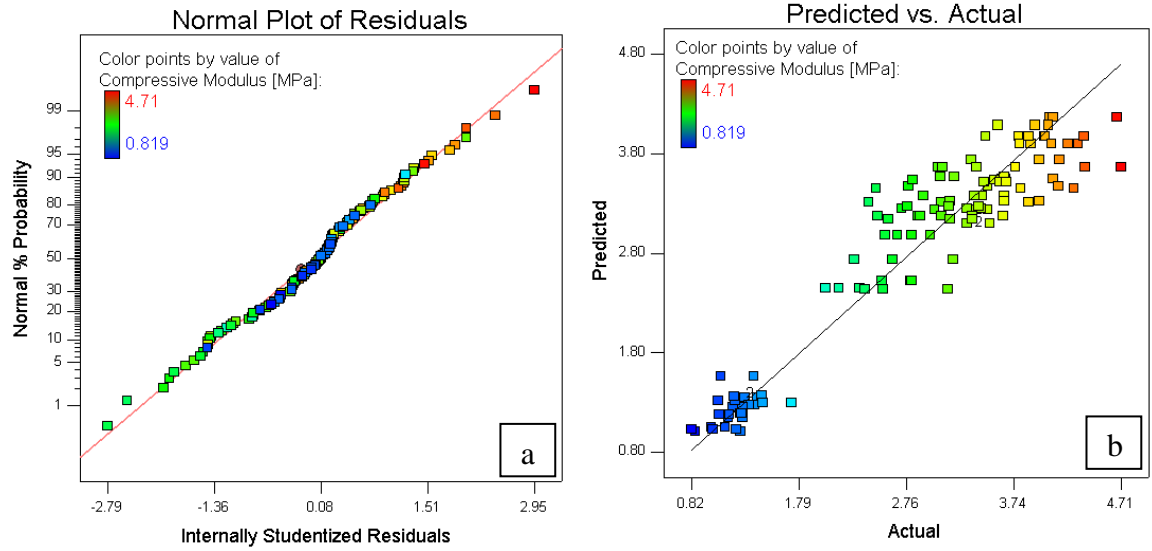 Normal Plot of Residuals
Color points by value of
Compressive Modulus [MPa]:
4.71
0.819
Normal % Probability
99
95
90
80
70
50
30
20
10
5
1
-2.79
-1.36
0.08
1.51
2.95
Internally Studentized Residuals
a
Predicted vs. Actual
Color points by value of
Compressive Modulus [MPa]:
4.71
0.819
Predicted
4.80
3.80
2.80
1.80
0.80
2
2
0.82
1.79
2.76
3.74
4.71
Actual
b